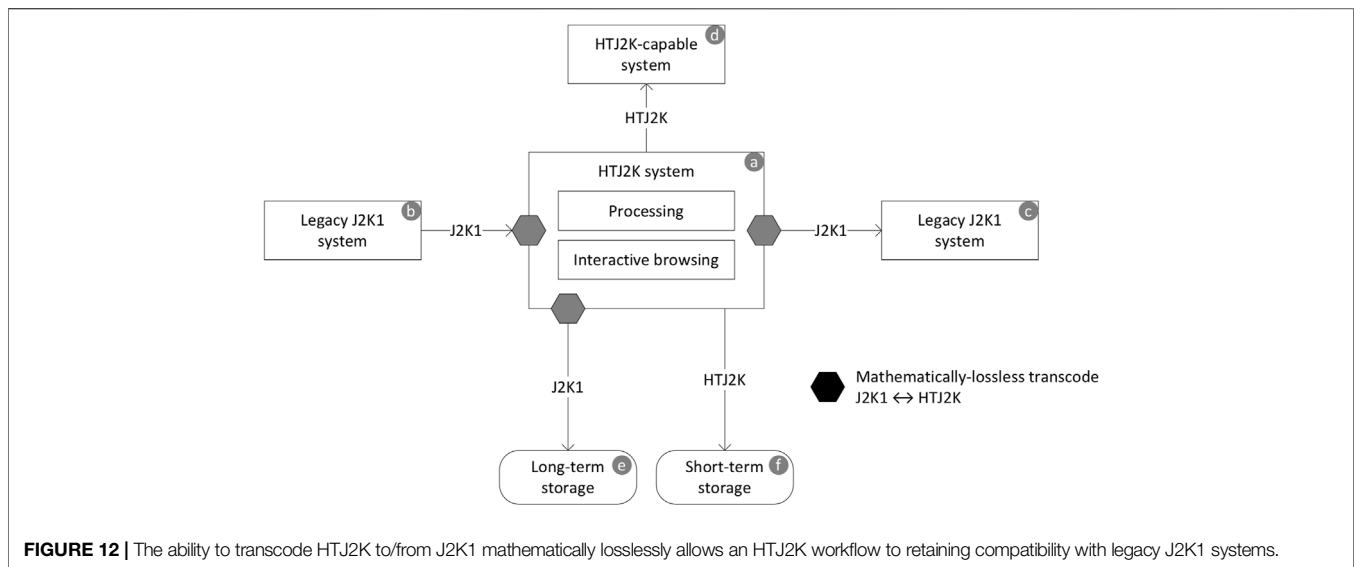 d
HTJ2K-capable
system
HTJ2K
a
HTJ2K system
Processing
Interactive browsing
b
Legacy J2K1
system
J2K1
J2K1
c
Legacy J2K1
system
J2K1
HTJ2K
Mathematically-lossless transcode
J2K1 ↔ HTJ2K
e
Long-term
storage
f
Short-term
storage
FIGURE 12 | The ability to transcode HTJ2K to/from J2K1 mathematically losslessly allows an HTJ2K workflow to retaining compatibility with legacy J2K1 systems.